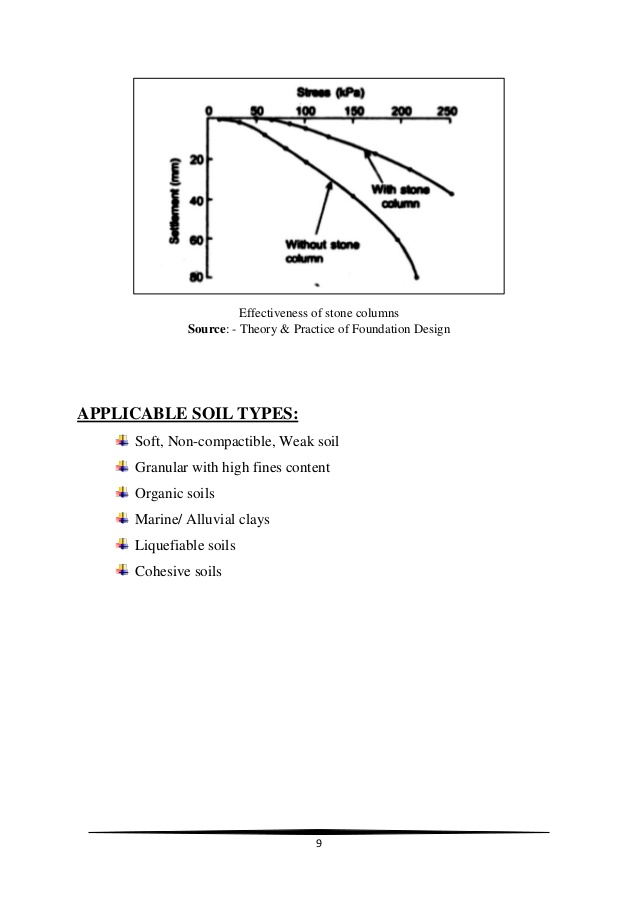 Stress (kPa)
0 50 100 150 200 250
Settlement (mm)
20
40
60
80
With stone
column
Without stone
column
Effectiveness of stone columns
Source: - Theory & Practice of Foundation Design
APPLICABLE SOIL TYPES:
Soft, Non-compactible, Weak soil
Granular with high fines content
Organic soils
Marine/ Alluvial clays
Liquefiable soils
Cohesive soils
9